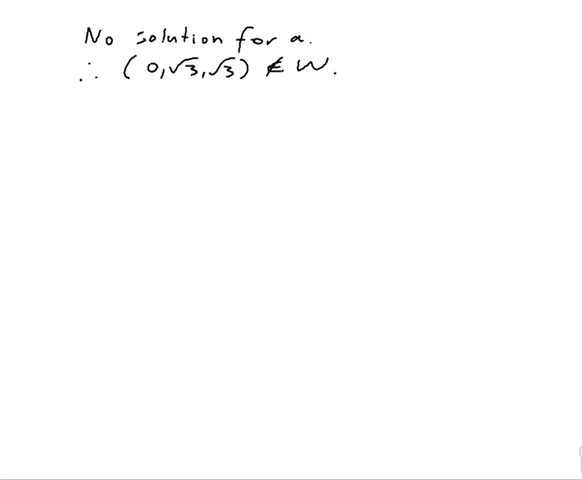 No solution for a.
∴ (0,√3,√3) ∉ W.